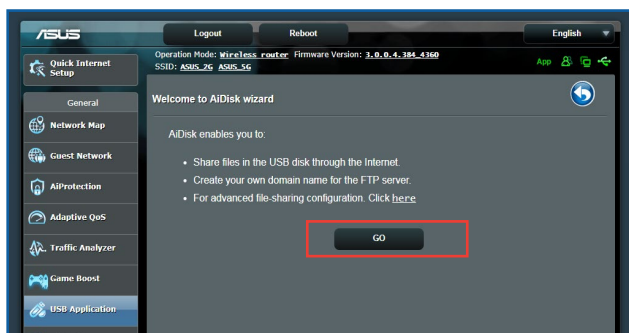 ASUS
Logout
Reboot
English
Quick Internet
Setup
Operation Mode: Wireless router Firmware Version: 3.0.0.4.384_4360
SSID: ASUS_2G ASUS_5G
App
General
Network Map
Guest Network
AiProtection
Adaptive QoS
Traffic Analyzer
Game Boost
USB Application
Welcome to AiDisk wizard
AiDisk enables you to:
• Share files in the USB disk through the Internet.
• Create your own domain name for the FTP server.
• For advanced file-sharing configuration. Click here
GO